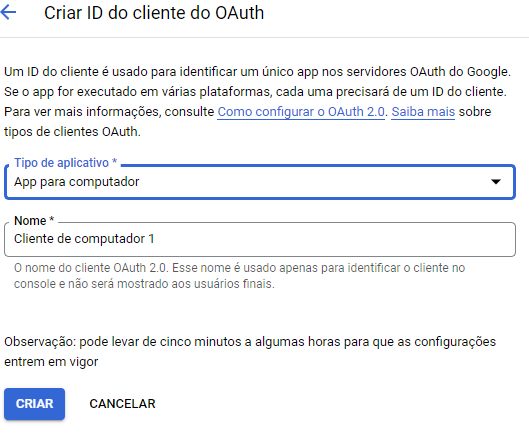 Criar ID do cliente do OAuth
Um ID do cliente é usado para identificar um único app nos servidores OAuth do Google.
Se o app for executado em várias plataformas, cada uma precisará de um ID do cliente.
Para ver mais informações, consulte Como configurar o OAuth 2.0. Saiba mais sobre
tipos de clientes OAuth.
Tipo de aplicativo *
App para computador
Nome *
Cliente de computador 1
O nome do cliente OAuth 2.0. Esse nome é usado apenas para identificar o cliente no
console e não será mostrado aos usuários finais.
Observação: pode levar de cinco minutos a algumas horas para que as configurações
entrem em vigor
CRIAR CANCELAR